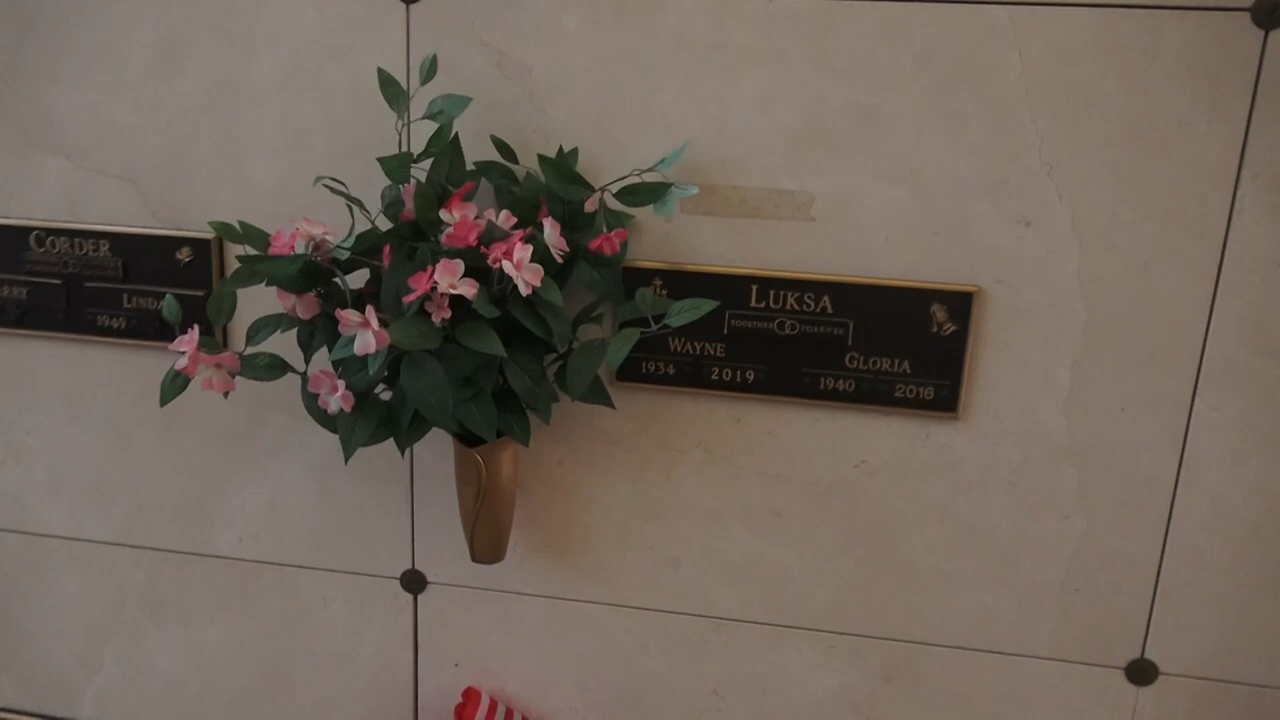 CORDER
LINDA
1949
LUKSA
TOGETHER FOREVER
WAYNE
1934 2019
GLORIA
1940 2016